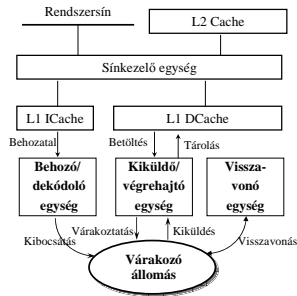 Rendszersín
L2 Cache
Sínkezelő egység
L1 ICache
L1 DCache
Behozatal
Betöltés
Tárolás
Behozó/
dekódoló
egység
Kiküldő/
végrehajtó
egység
Vissza-
vonó
egység
Kibocsátás
Várakoztatás
Kiküldés
Visszavonás
Várakozó
állomás